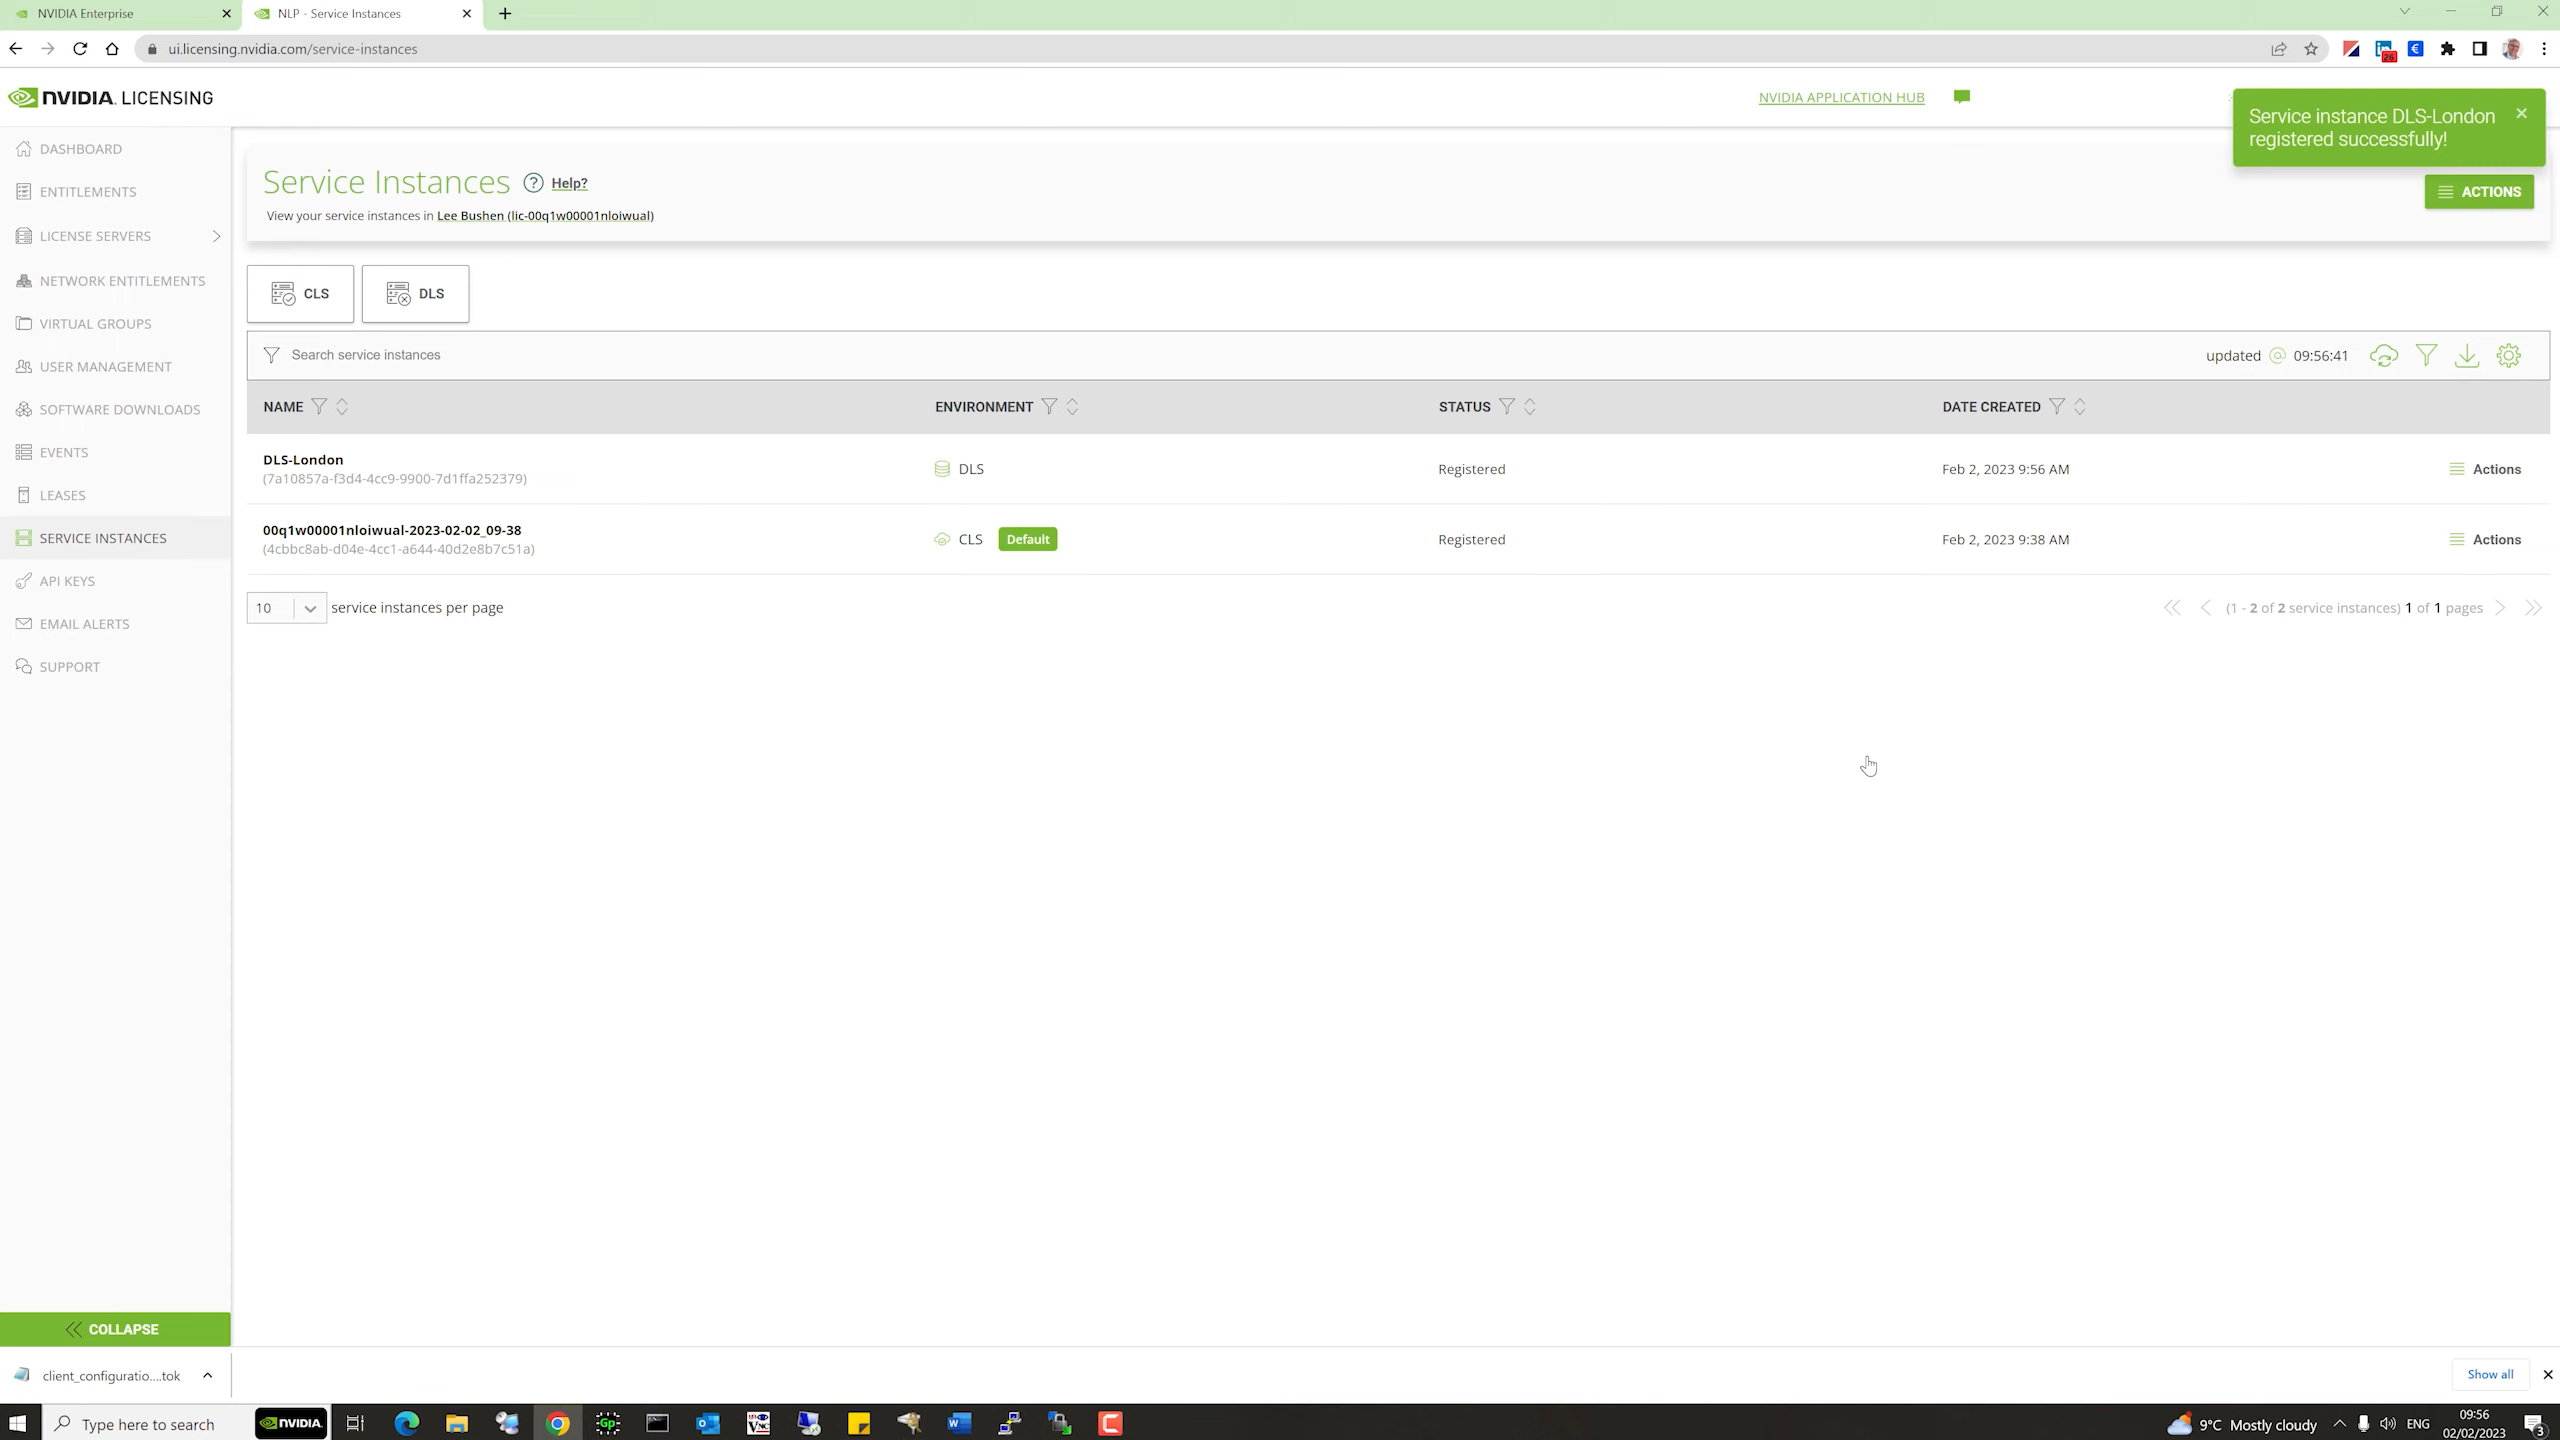 NVIDIA Enterprise
NLP - Service Instances
ui.licensing.nvidia.com/service-instances
26
NVIDIA. LICENSING
NVIDIA APPLICATION HUB
Service instance DLS-London
registered successfully!
DASHBOARD
ENTITLEMENTS
LICENSE SERVERS
NETWORK ENTITLEMENTS
VIRTUAL GROUPS
USER MANAGEMENT
SOFTWARE DOWNLOADS
EVENTS
LEASES
SERVICE INSTANCES
API KEYS
EMAIL ALERTS
SUPPORT
COLLAPSE
Service Instances ? Help?
View your service instances in Lee Bushen (lic-00q1w00001nloiwual)
ACTIONS
CLS
DLS
Search service instances
updated @ 09:56:41
NAME ENVIRONMENT STATUS DATE CREATED
DLS-London
(7a10857a-f3d4-4cc9-9900-7d1ffa252379)
DLS
Registered
Feb 2, 2023 9:56 AM
Actions
00q1w00001nloiwual-2023-02-02_09-38
(4cbbc8ab-d04e-4cc1-a644-40d2e8b7c51a)
CLS Default
Registered
Feb 2, 2023 9:38 AM
Actions
10 service instances per page
(1 - 2 of 2 service instances) 1 of 1 pages
client_configuratio....tok
Show all
Type here to search
NVIDIA.
Gp
9°C Mostly cloudy
ENG
09:56
02/02/2023
3